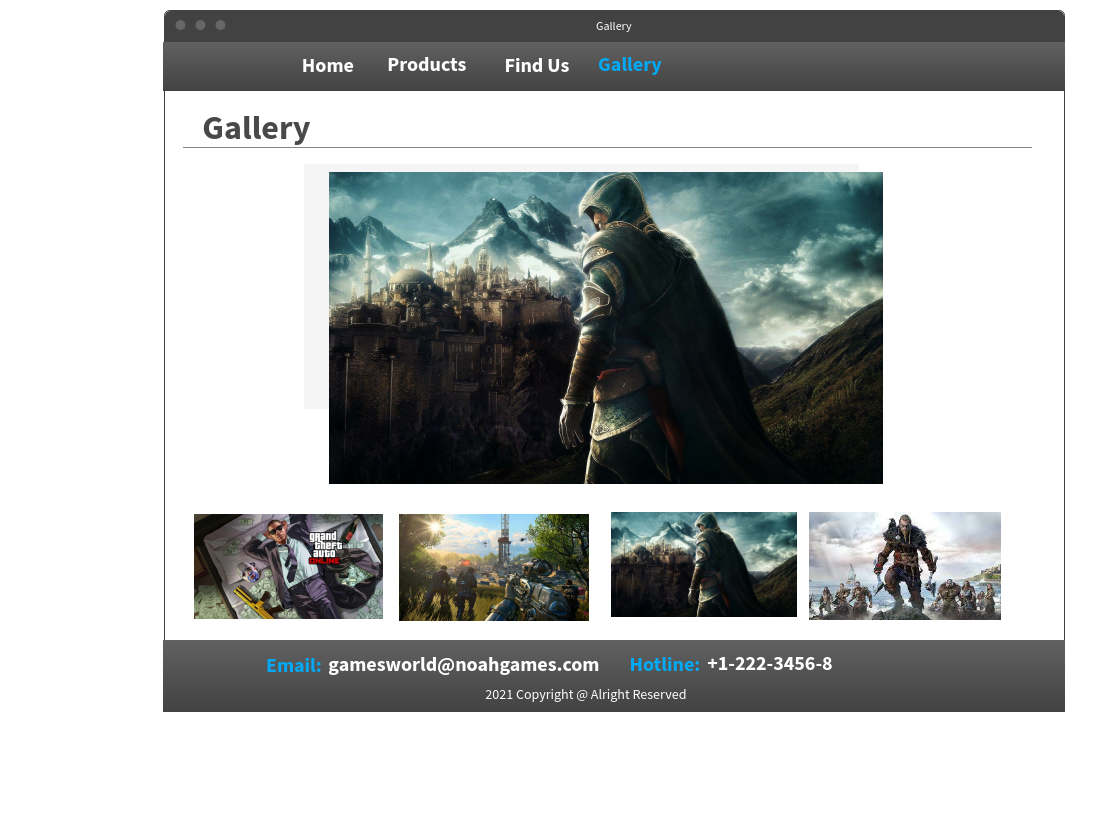 Gallery
Home Products Find Us Gallery
Gallery
grand
theft
auto
ONLINE
Email: gamesworld@noahgames.com Hotline: +1-222-3456-8
2021 Copyright @ Alright Reserved